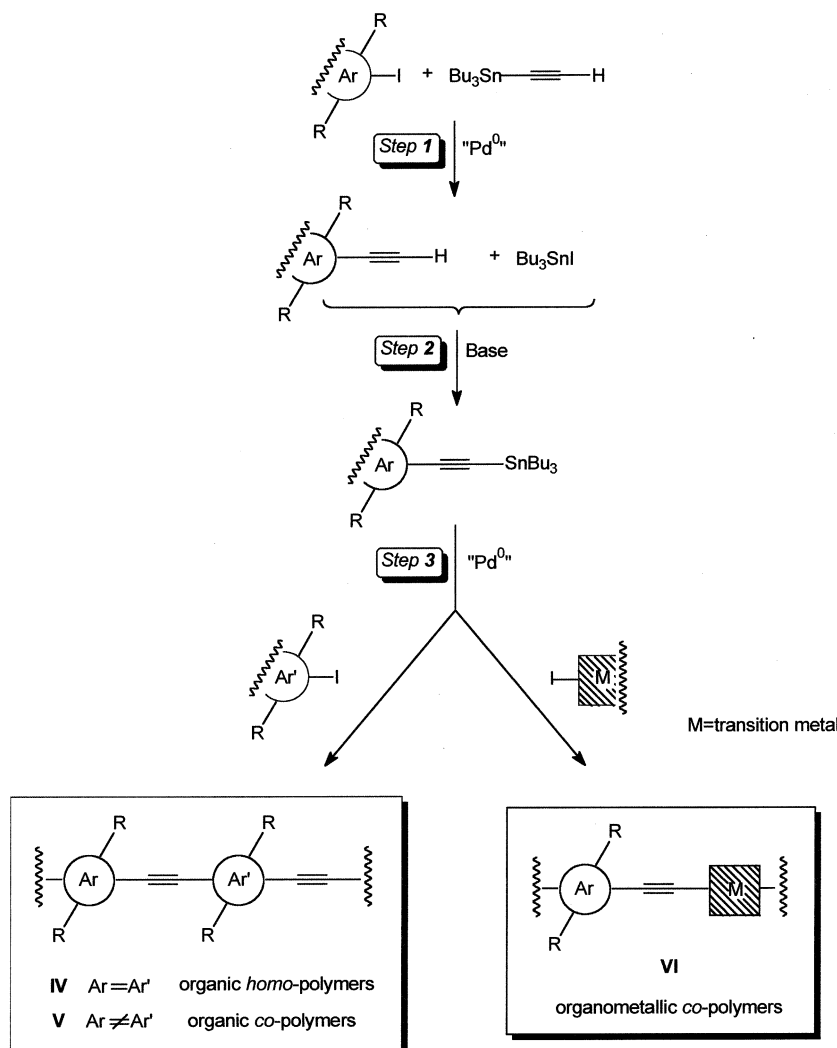 R
Ar I + Bu₃Sn H
R
Step 1 "Pd⁰"
R
Ar H + Bu₃SnI
R
Step 2 Base
R
Ar SnBu₃
R
Step 3 "Pd⁰"
R
Ar' I I M
R
M=transition metal
R R R
Ar Ar' Ar M
R R R
VI
IV Ar=Ar' organic homo-polymers
organometallic co-polymers
V Ar≠Ar' organic co-polymers